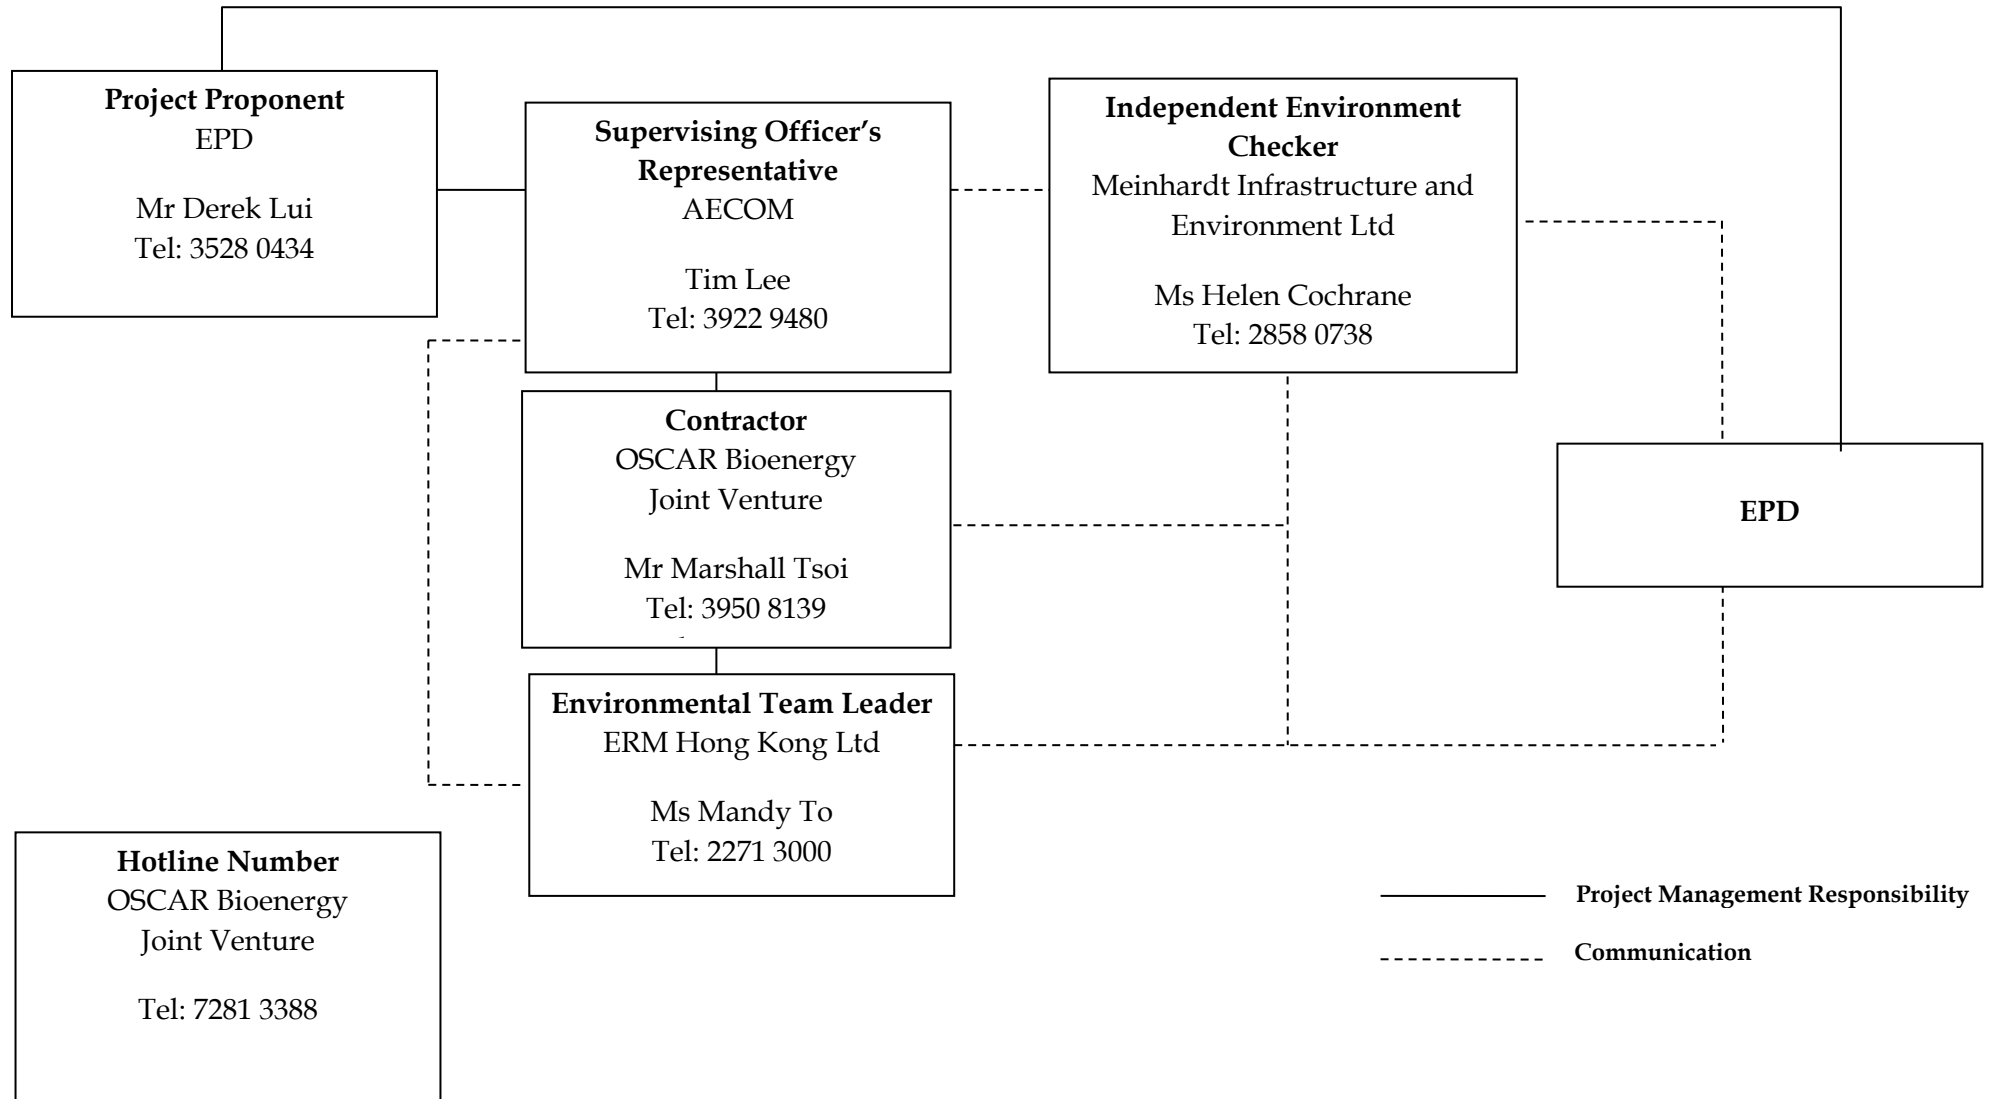 Project Proponent
EPD
Mr Derek Lui
Tel: 3528 0434
Supervising Officer’s
Representative
AECOM
Tim Lee
Tel: 3922 9480
Independent Environment
Checker
Meinhardt Infrastructure and
Environment Ltd
Ms Helen Cochrane
Tel: 2858 0738
Contractor
OSCAR Bioenergy
Joint Venture
Mr Marshall Tsoi
Tel: 3950 8139
EPD
Environmental Team Leader
ERM Hong Kong Ltd
Ms Mandy To
Tel: 2271 3000
Hotline Number
OSCAR Bioenergy
Joint Venture
Tel: 7281 3388
Project Management Responsibility
Communication